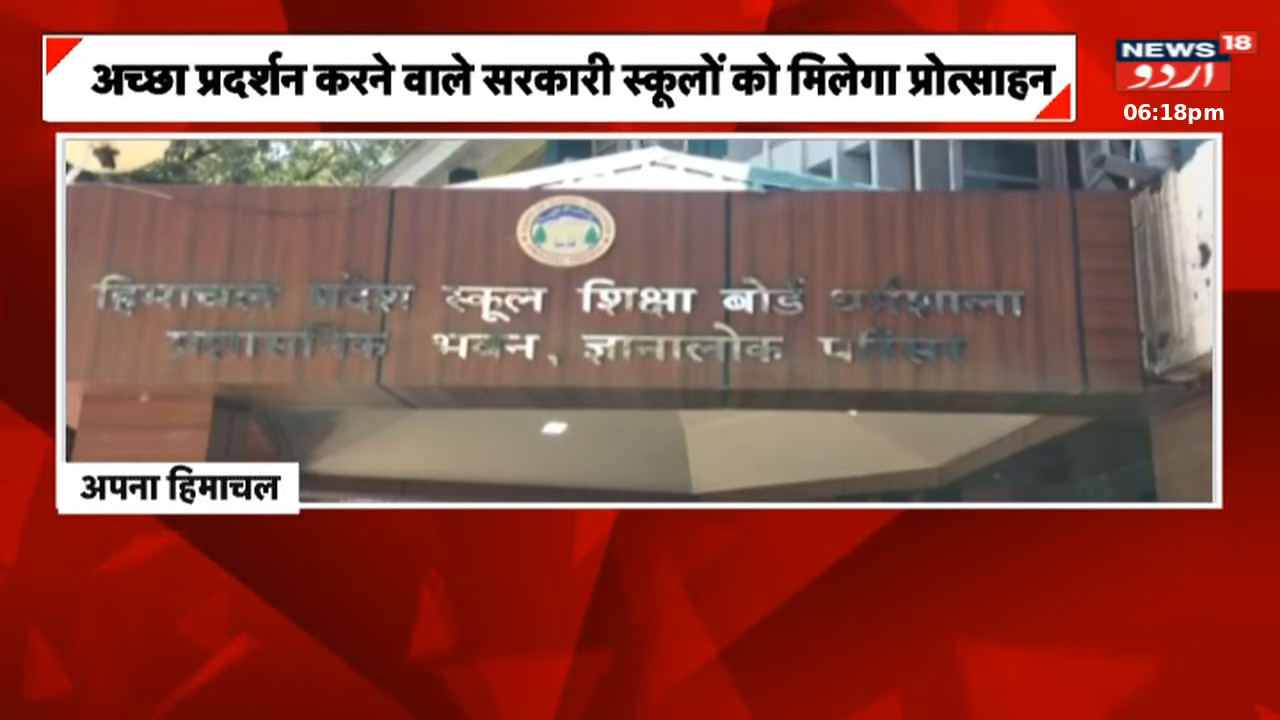 अच्छा प्रदर्शन करने वाले सरकारी स्कूलों को मिलेगा प्रोत्साहन
NEWS 18
اردو
06:18pm
हिमाचल प्रदेश स्कूल शिक्षा बोर्ड धर्मशाला
प्रशासनिक भवन, ज्ञानालोक परिसर
अपना हिमाचल